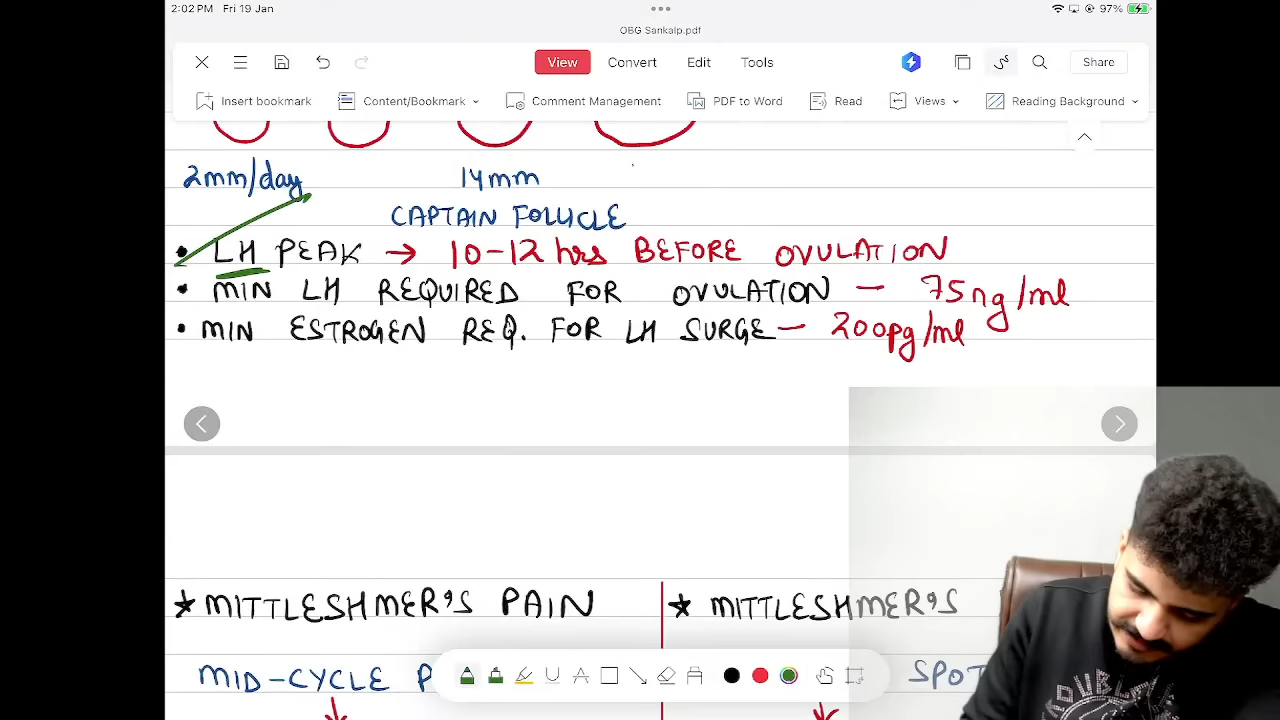 2:02 PM Fri 19 Jan
97%
OBG Sankalp.pdf
View Convert Edit Tools
Share
Insert bookmark Content/Bookmark Comment Management PDF to Word Read Views Reading Background
2mm/day 14mm
CAPTAIN FOLLICLE
• LH PEAK → 10-12 hrs BEFORE OVULATION
• MIN LH REQUIRED FOR OVULATION — 75ng/ml
• MIN ESTROGEN REQ. FOR LH SURGE — 200pg/ml
★ MITTLESHMER'S PAIN
★ MITTLESHMER'S
MID-CYCLE P
SPOT